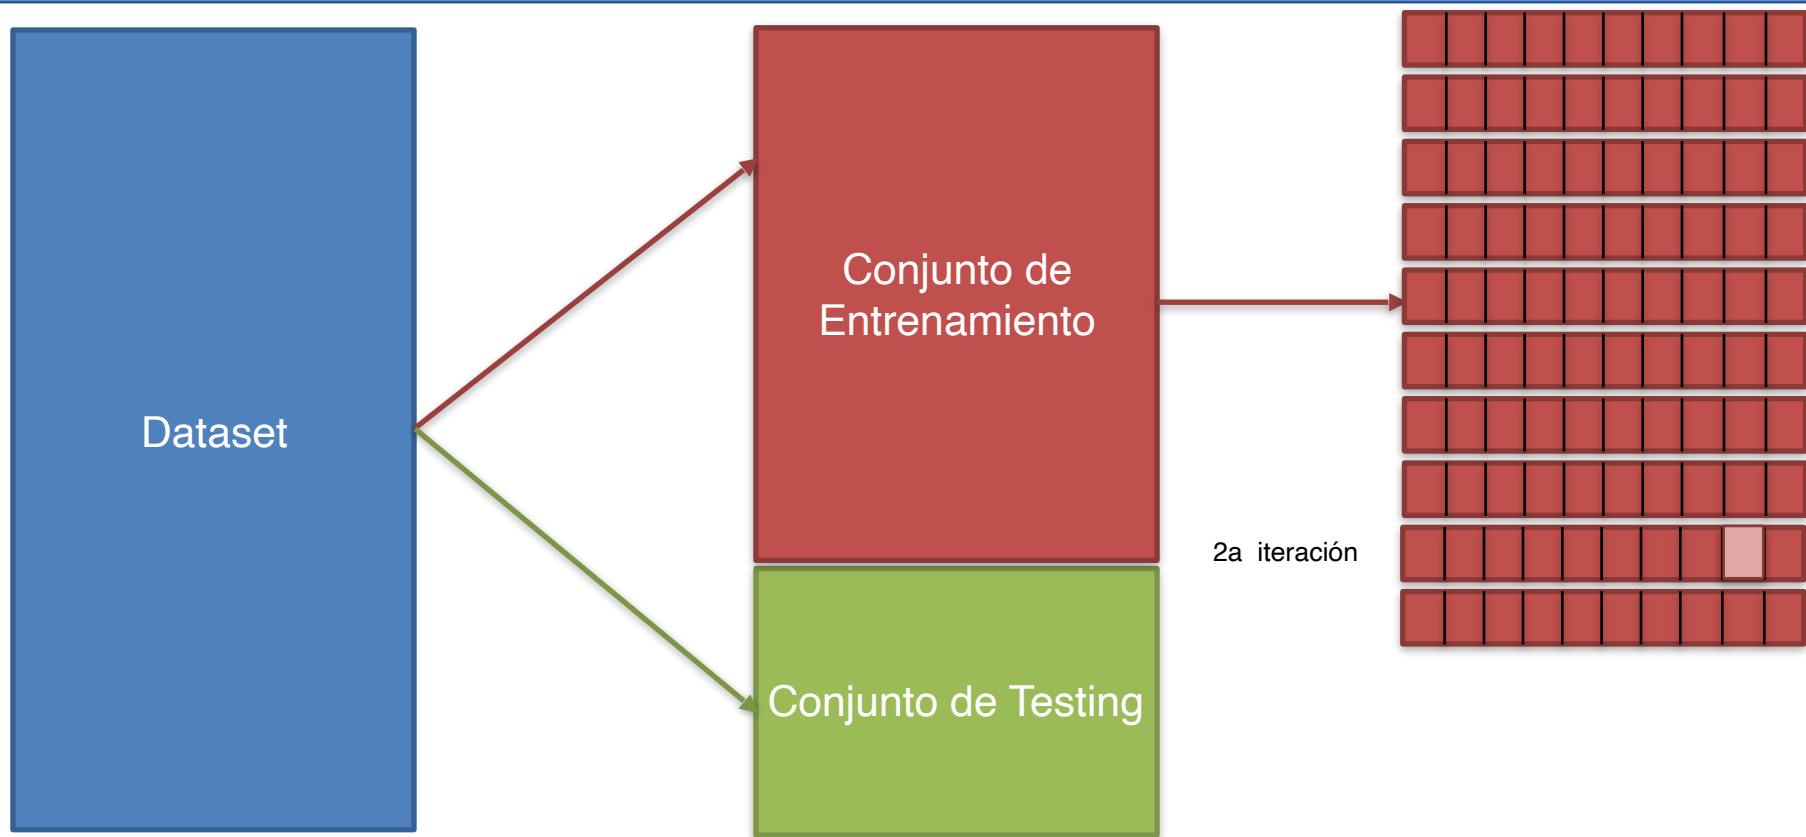 Dataset
Conjunto de
Entrenamiento
Conjunto de Testing
2a iteración